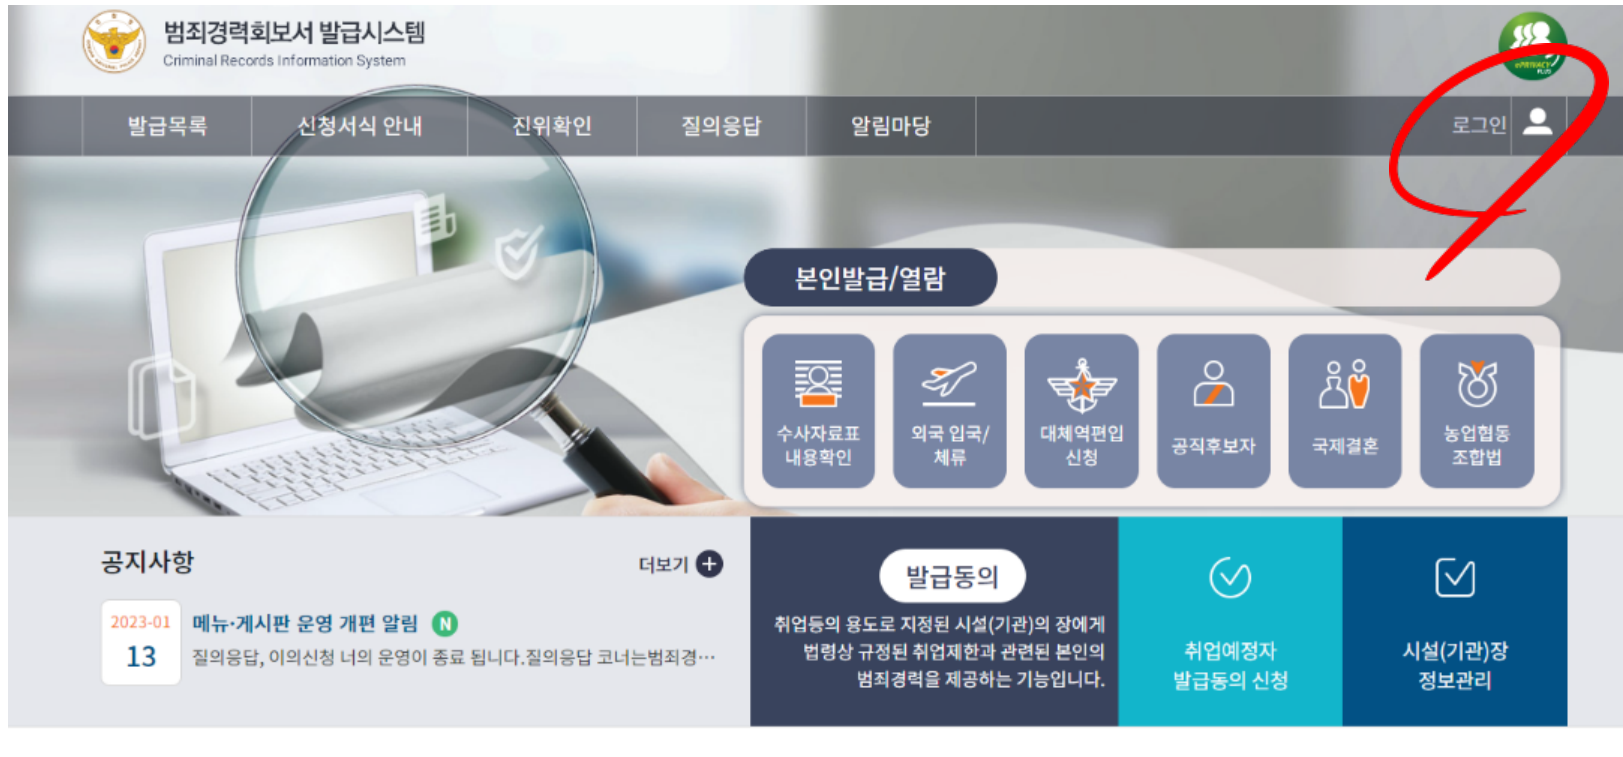 범죄경력회보서 발급시스템
Criminal Records Information System
ePRIVACY
PLUS
발급목록 신청서식 안내 진위확인 질의응답 알림마당 로그인
본인발급/열람
수사자료표
내용확인
외국 입국/
체류
대체역편입
신청
공직후보자
국제결혼
농업협동
조합법
공지사항 더보기
2023-01
13
메뉴·게시판 운영 개편 알림 N
질의응답, 이의신청 너의 운영이 종료 됩니다.질의응답 코너는범죄경…
발급동의
취업등의 용도로 지정된 시설(기관)의 장에게
법령상 규정된 취업제한과 관련된 본인의
범죄경력을 제공하는 기능입니다.
취업예정자
발급동의 신청
시설(기관)장
정보관리